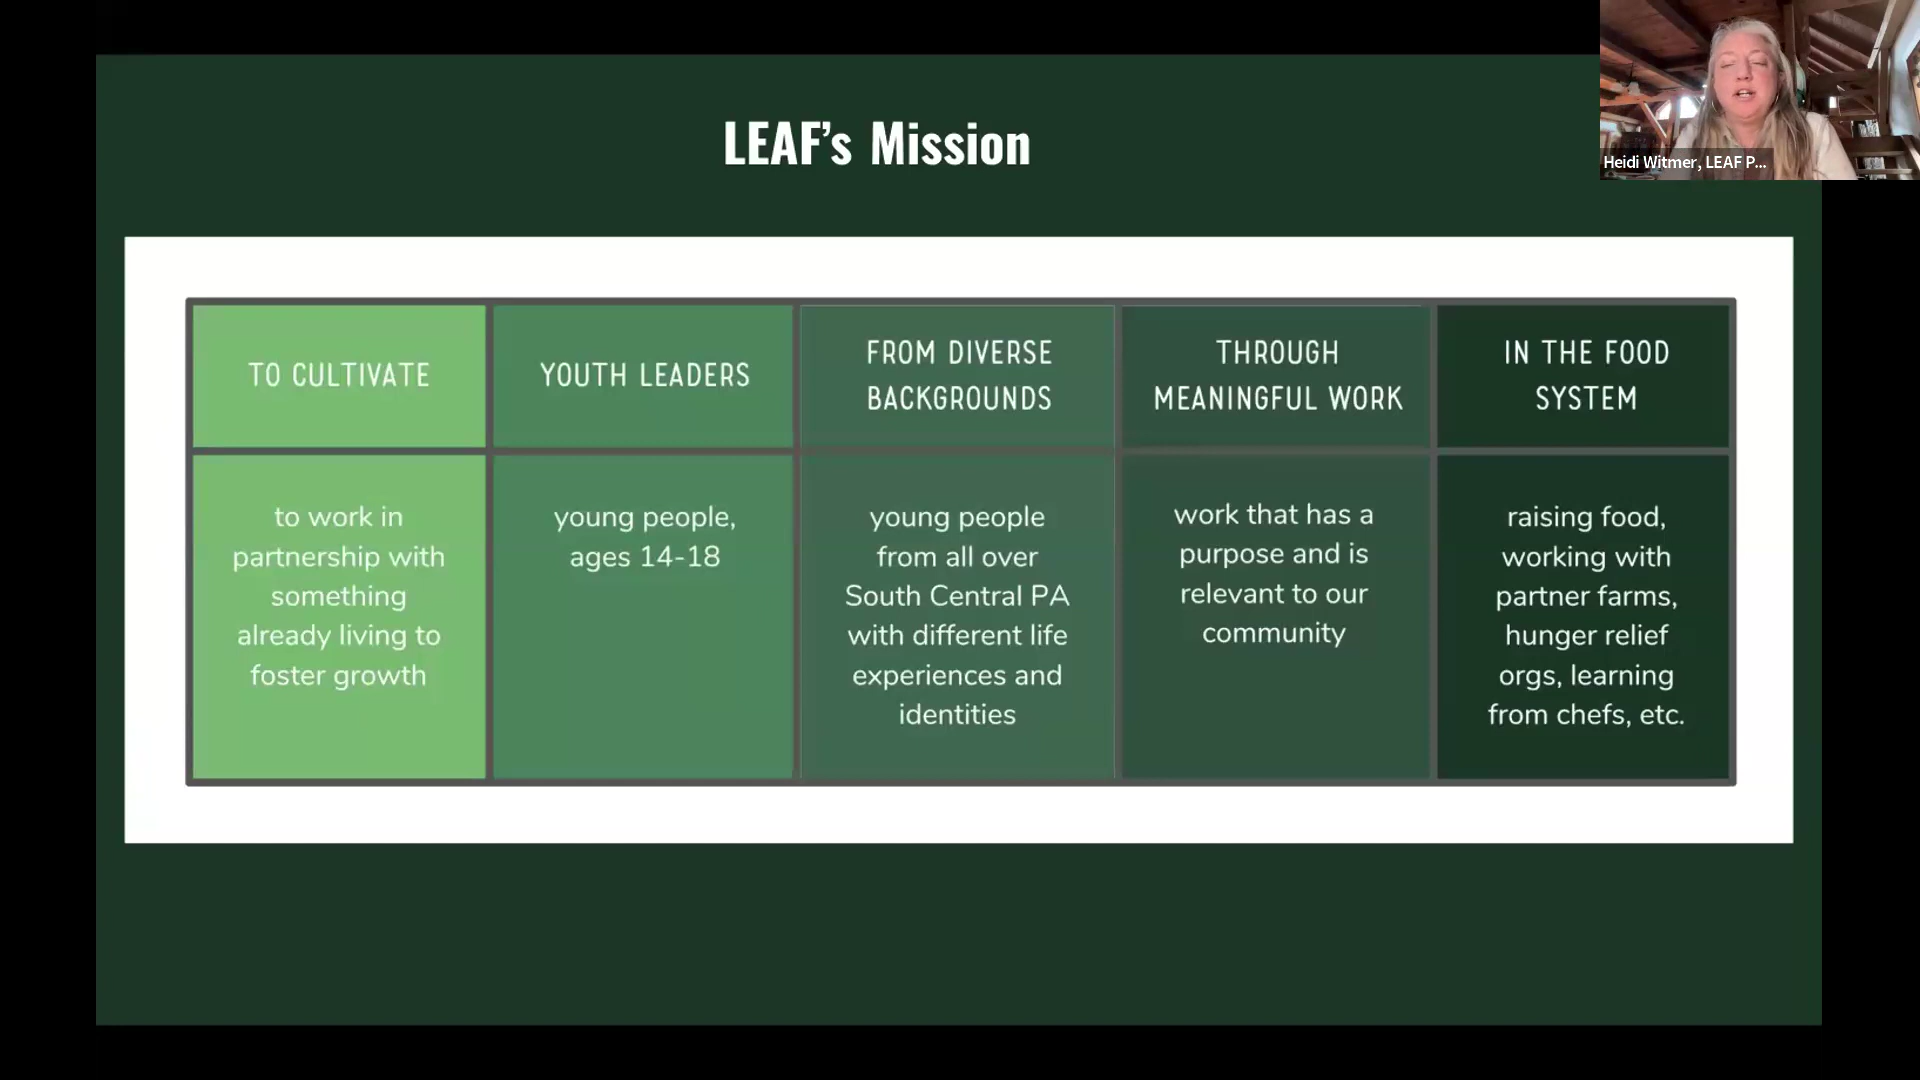 LEAF’s Mission
Heidi Witmer, LEAF P...
TO CULTIVATE
YOUTH LEADERS
FROM DIVERSE
BACKGROUNDS
THROUGH
MEANINGFUL WORK
IN THE FOOD
SYSTEM
to work in
partnership with
something
already living to
foster growth
young people,
ages 14-18
young people
from all over
South Central PA
with different life
experiences and
identities
work that has a
purpose and is
relevant to our
community
raising food,
working with
partner farms,
hunger relief
orgs, learning
from chefs, etc.